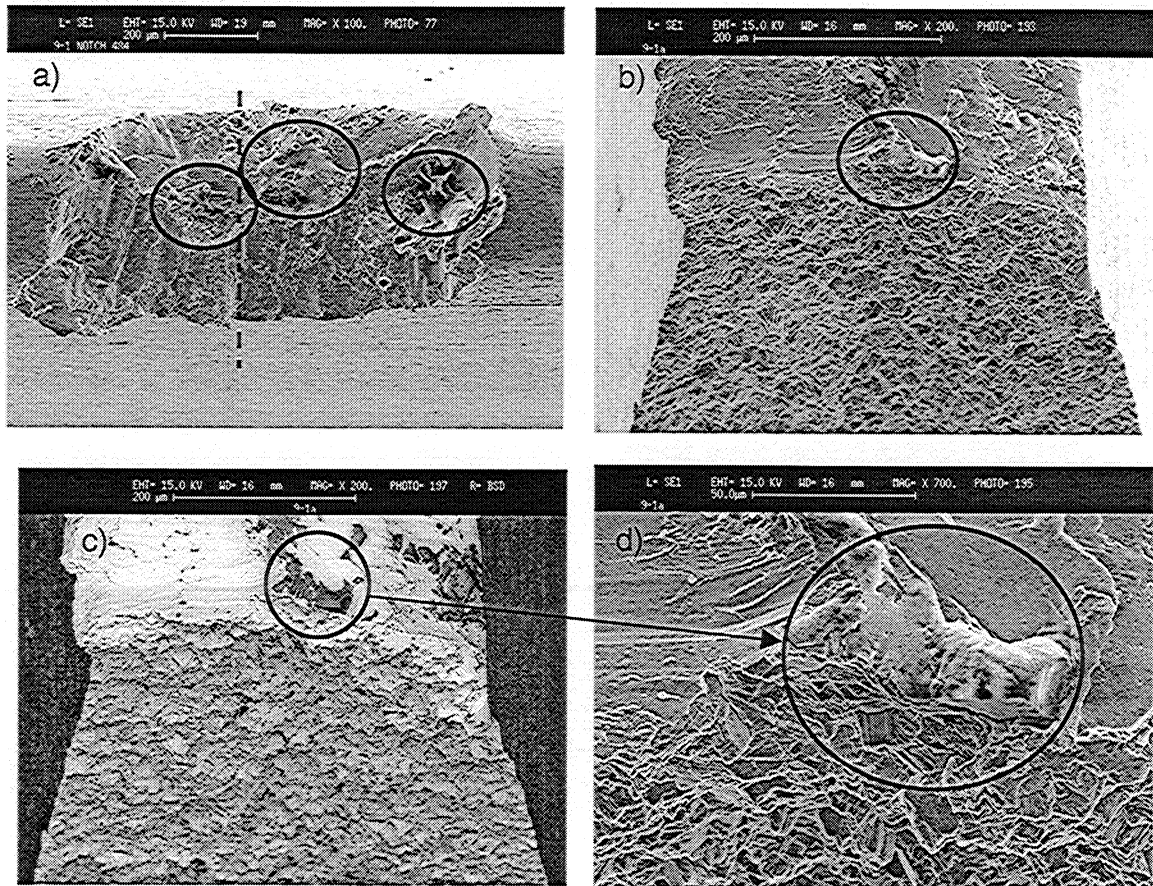 L= SE1 EHT= 15.0 KV WD= 19 mm MAG= X 100. PHOTO= 77
200 µm
9-1 NOTCH 484
a)
L= SE1 EHT= 15.0 KV WD= 16 mm MAG= X 200. PHOTO= 193
200 µm
9-1a
b)
EHT= 15.0 KV WD= 16 mm MAG= X 200. PHOTO= 197 R= BSD
200 µm
9-1a
c)
L= SE1 EHT= 15.0 KV WD= 16 mm MAG= X 700. PHOTO= 195
50.0µm
9-1a
d)